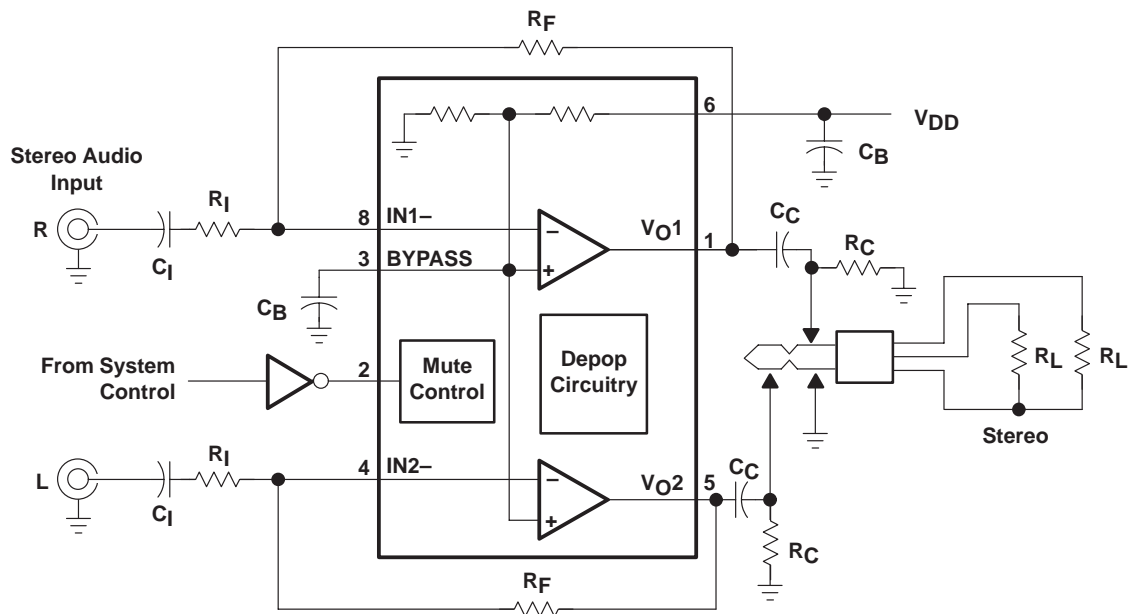 RF
6
VDD
CB
Stereo Audio
Input
R
CI
RI
8
IN1–
VO1
1
CC
RC
3
BYPASS
CB
From System
Control
2
Mute
Control
Depop
Circuitry
RL
RL
Stereo
L
CI
RI
4
IN2–
VO2
5
CC
RC
RF
–
+
–
+